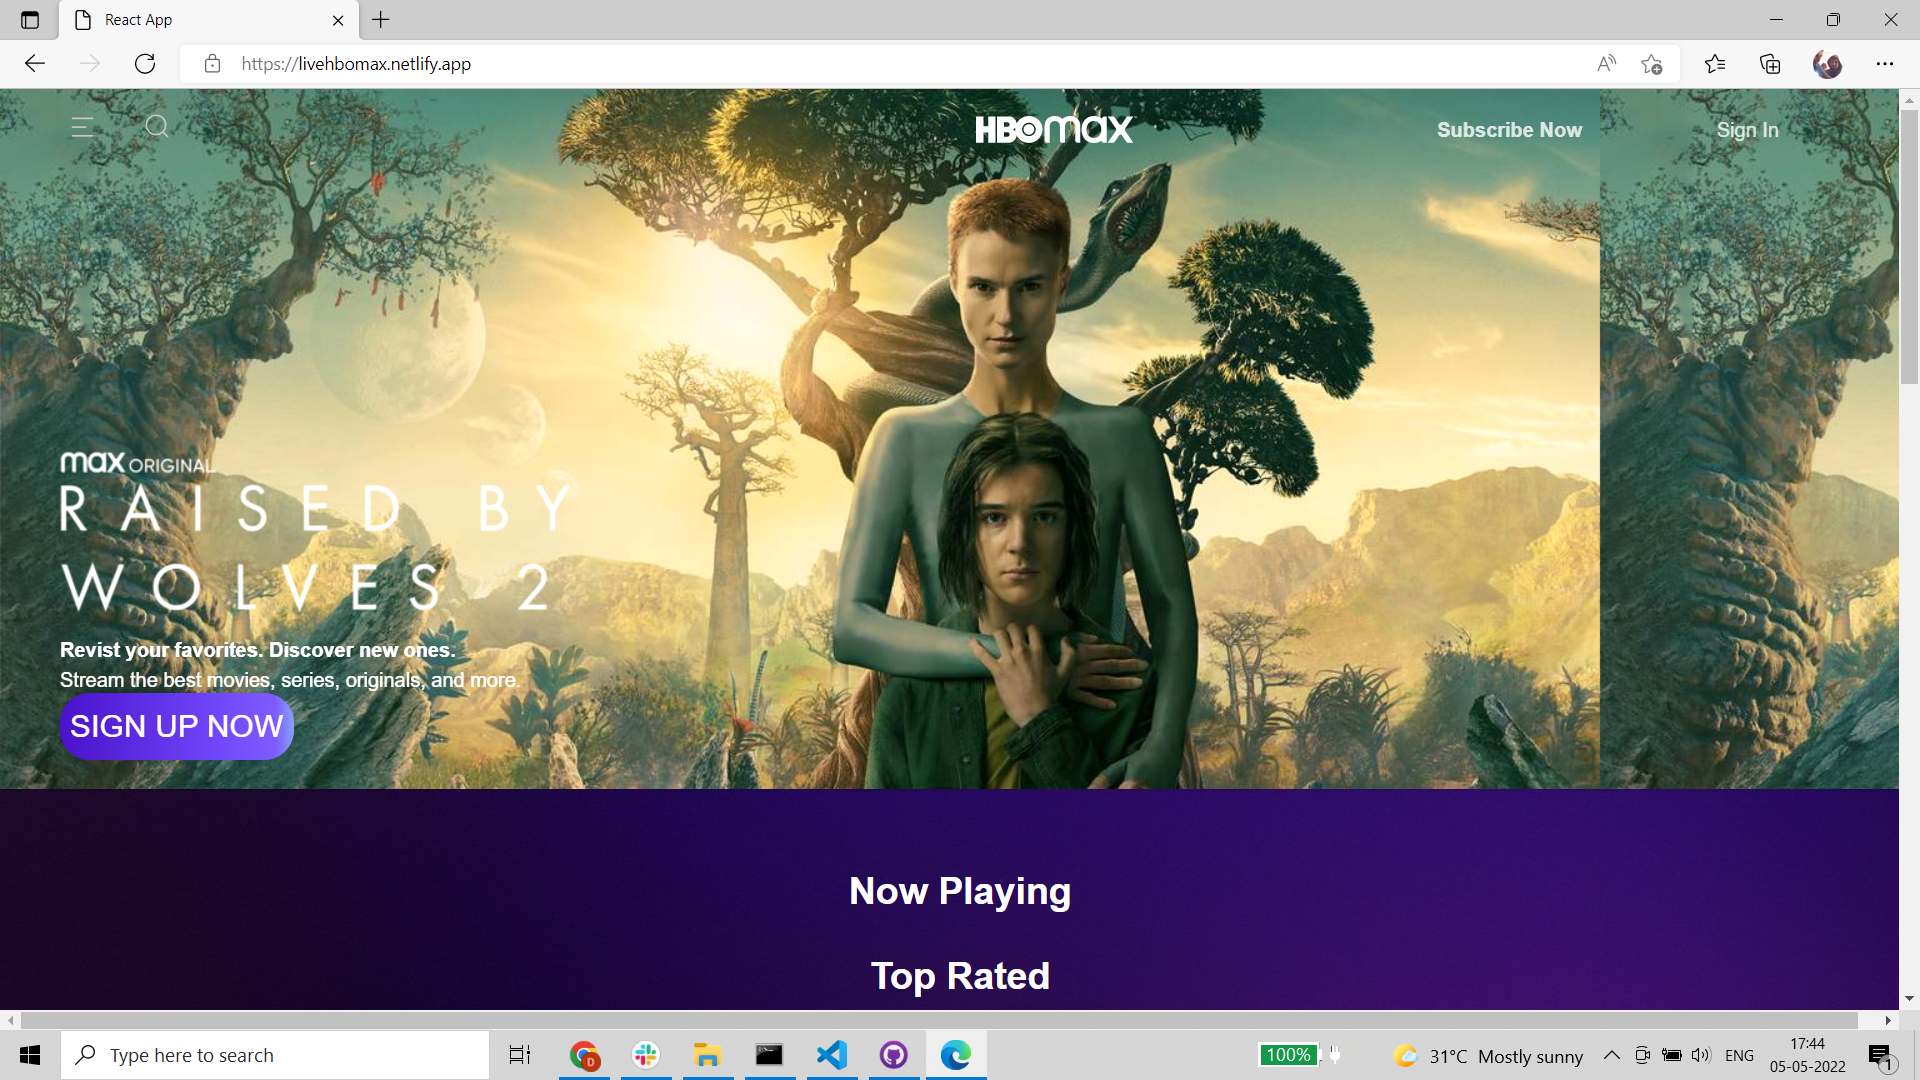 React App
https://livehbomax.netlify.app
HBOmax
Subscribe Now
Sign In
max ORIGINAL
RAISED BY
WOLVES 2
Revist your favorites. Discover new ones.
Stream the best movies, series, originals, and more.
SIGN UP NOW
Now Playing
Top Rated
Type here to search
D
100%
31°C Mostly sunny
ENG
17:44
05-05-2022
1